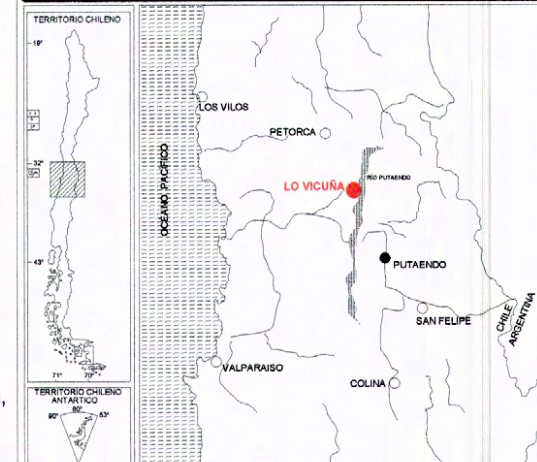 TERRITORIO CHILENO
19°
32°
43°
71°
70°
TERRITORIO CHILENO
ANTARTICO
90°
60°
53°
OCEANO PACIFICO
LOS VILOS
PETORCA
LO VICUÑA
RIO PUTAENDO
PUTAENDO
SAN FELIPE
CHILE
ARGENTINA
VALPARAISO
COLINA